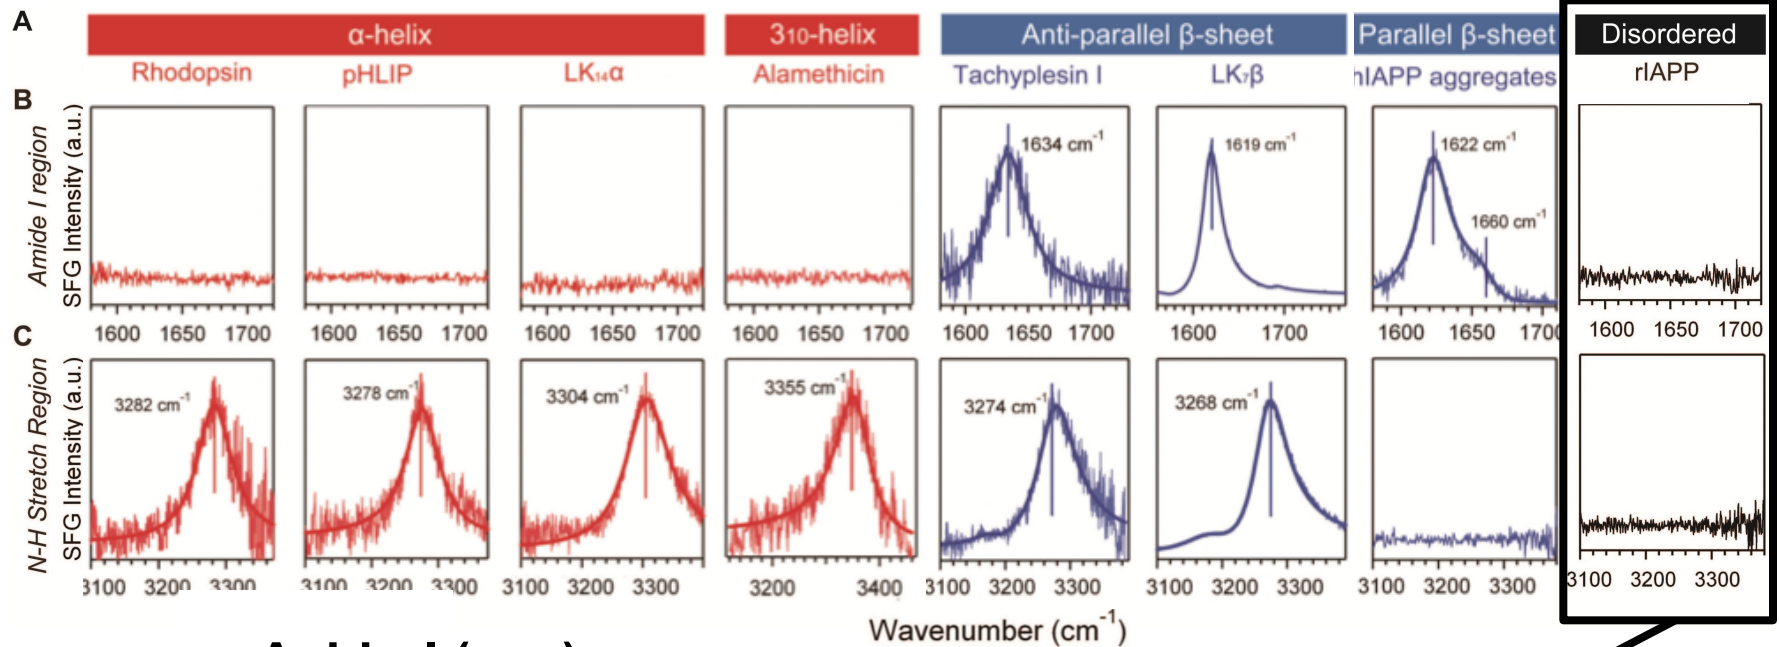 A
α-helix 310-helix Anti-parallel β-sheet Parallel β-sheet Disordered
Rhodopsin pHLIP LK14α Alamethicin Tachyplesin I LK7β hIAPP aggregates rIAPP
B
Amide I region
SFG Intensity (a.u.)
1634 cm-1 1619 cm-1 1622 cm-1
1660 cm-1
1600 1650 1700 1600 1650 1700 1600 1650 1700 1600 1650 1700 1600 1650 1700 1600 1700 1600 1650 1700 1600 1650 1700
C
N-H Stretch Region
SFG Intensity (a.u.)
3282 cm-1 3278 cm-1 3304 cm-1 3355 cm-1 3274 cm-1 3268 cm-1
3100 3200 3300 3100 3200 3300 3100 3200 3300 3200 3400 3100 3200 3300 3100 3200 3300 3100 3200 3300 3100 3200 3300
Wavenumber (cm-1)